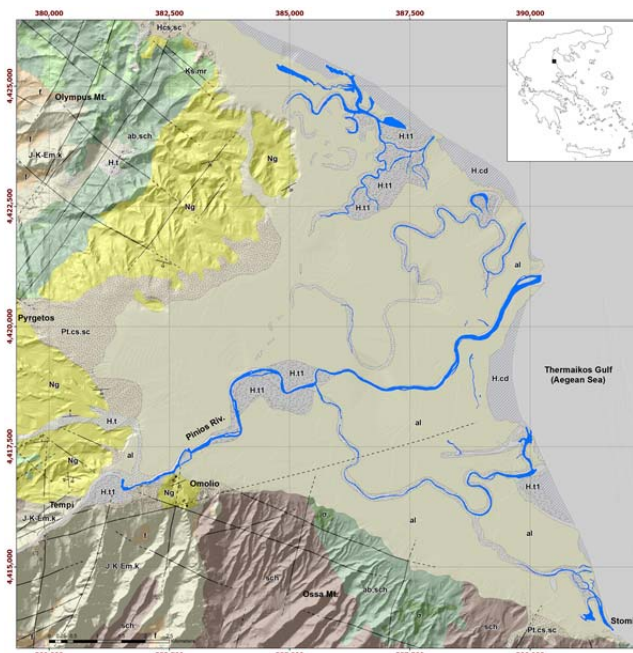 380,000 382,500 385,000 387,500 390,000
Hcs,sc
Ks.mr
4,425,000
Olympus Mt.
f
ab.sch
H.t1
J-K-Em.k
H.t
Ng
H.cd
H.t1
H.t1
4,422,500
Ng
al
4,420,000
Pyrgetos
Pt.cs.sc
Thermaikos Gulf
(Aegean Sea)
H.t1
Ng
H.t1
H.cd
H.t
Pinios Riv.
al
4,417,500
al
Ng
H.t1
Ng
Omolio
H.t1
Tempi
J-K-Em.k
f
al
al
4,415,000
J-K-Em.k
sch
ab.sch
Ossa Mt.
sch
Pt.cs.sc
Stomi